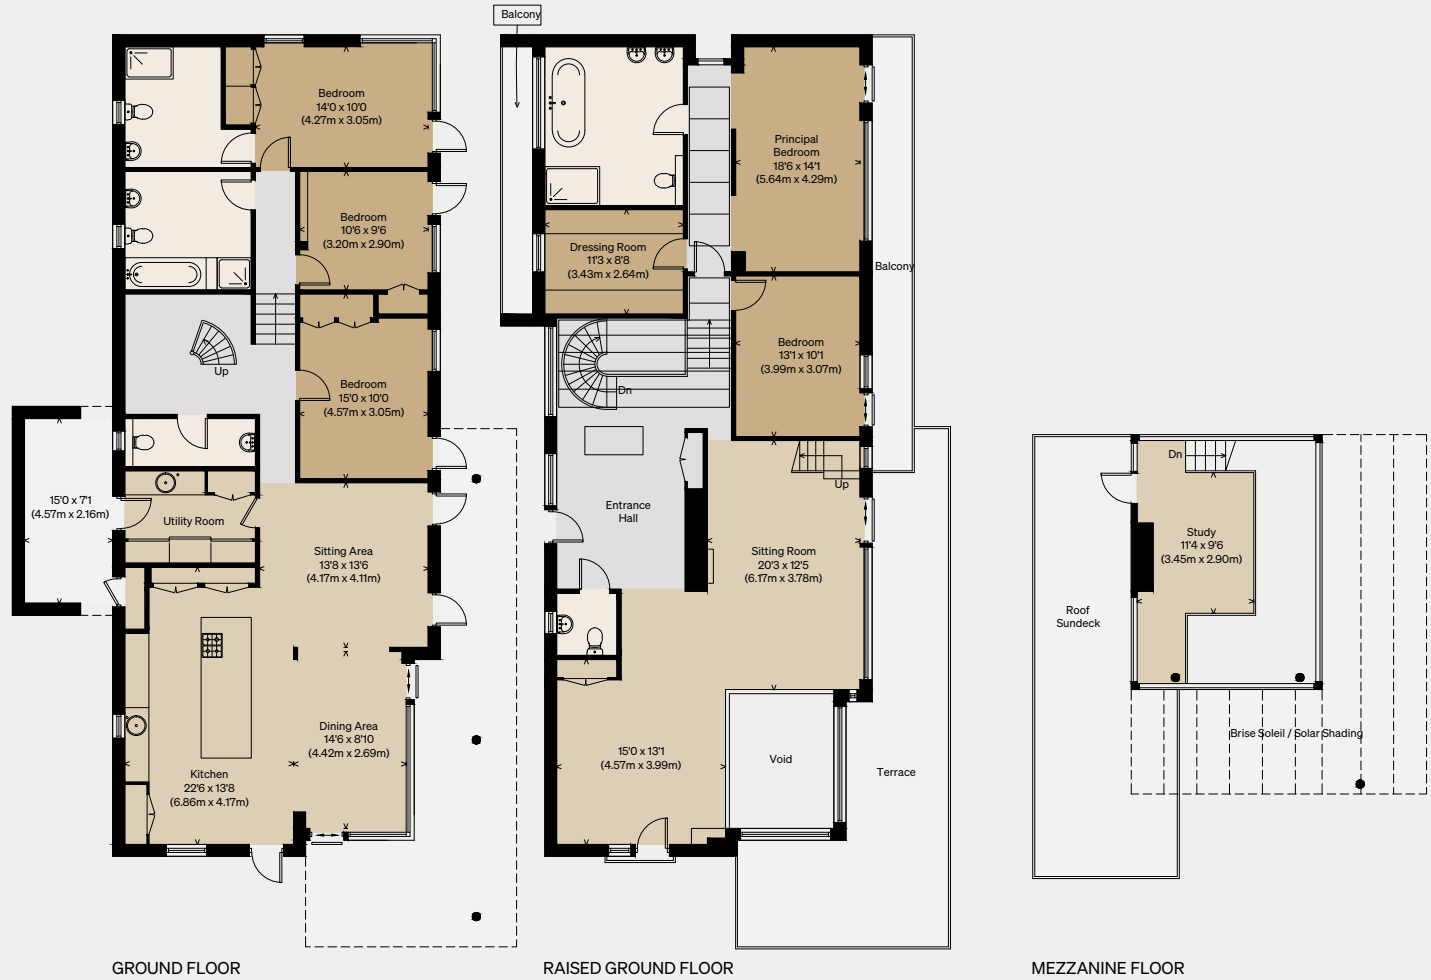 Balcony
Bedroom
14'0 x 10'0
(4.27m x 3.05m)
Bedroom
10'6 x 9'6
(3.20m x 2.90m)
Up
Bedroom
15'0 x 10'0
(4.57m x 3.05m)
15'0 x 7'1
(4.57m x 2.16m)
Utility Room
Sitting Area
13'8 x 13'6
(4.17m x 4.11m)
Dining Area
14'6 x 8'10
(4.42m x 2.69m)
Kitchen
22'6 x 13'8
(6.86m x 4.17m)
GROUND FLOOR
Principal
Bedroom
18'6 x 14'1
(5.64m x 4.29m)
Dressing Room
11'3 x 8'8
(3.43m x 2.64m)
Balcony
Bedroom
13'1 x 10'1
(3.99m x 3.07m)
Dn
Up
Entrance
Hall
Sitting Room
20'3 x 12'5
(6.17m x 3.78m)
15'0 x 13'1
(4.57m x 3.99m)
Void
Terrace
RAISED GROUND FLOOR
Dn
Study
11'4 x 9'6
(3.45m x 2.90m)
Roof
Sundeck
Brise Soleil / Solar Shading
MEZZANINE FLOOR